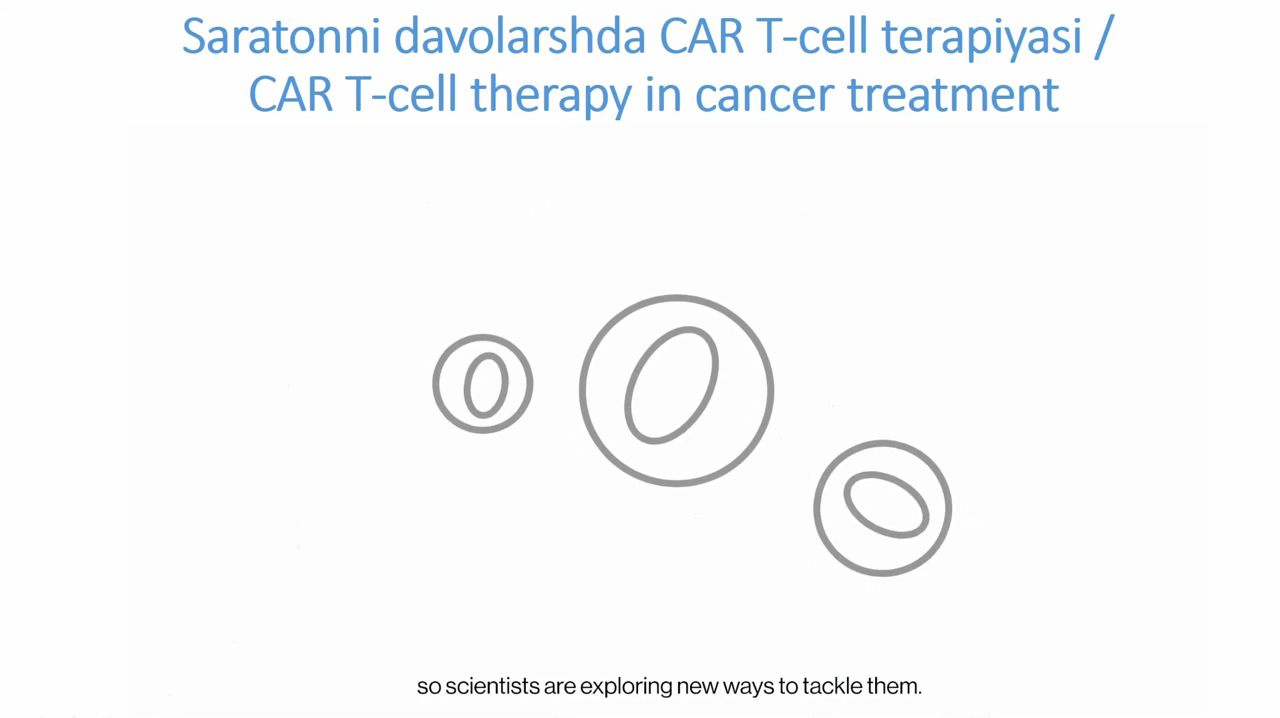 Saratonni davolarshda CAR T-cell terapiyasi /
CAR T-cell therapy in cancer treatment
so scientists are exploring new ways to tackle them.